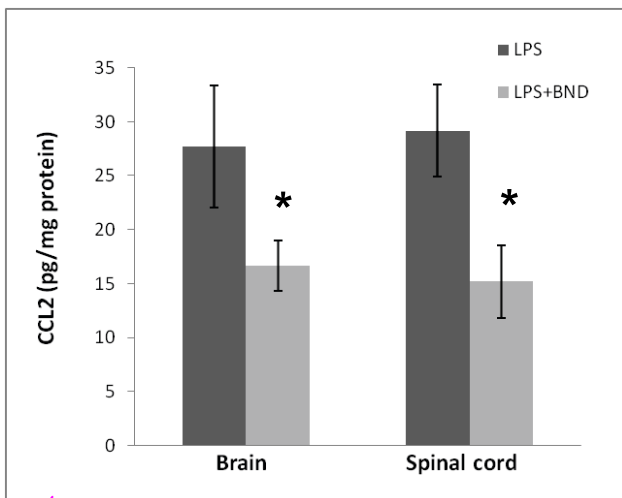 LPS
LPS+BND
CCL2 (pg/mg protein)
35
30
25
20
15
10
5
0
*
*
Brain
Spinal cord